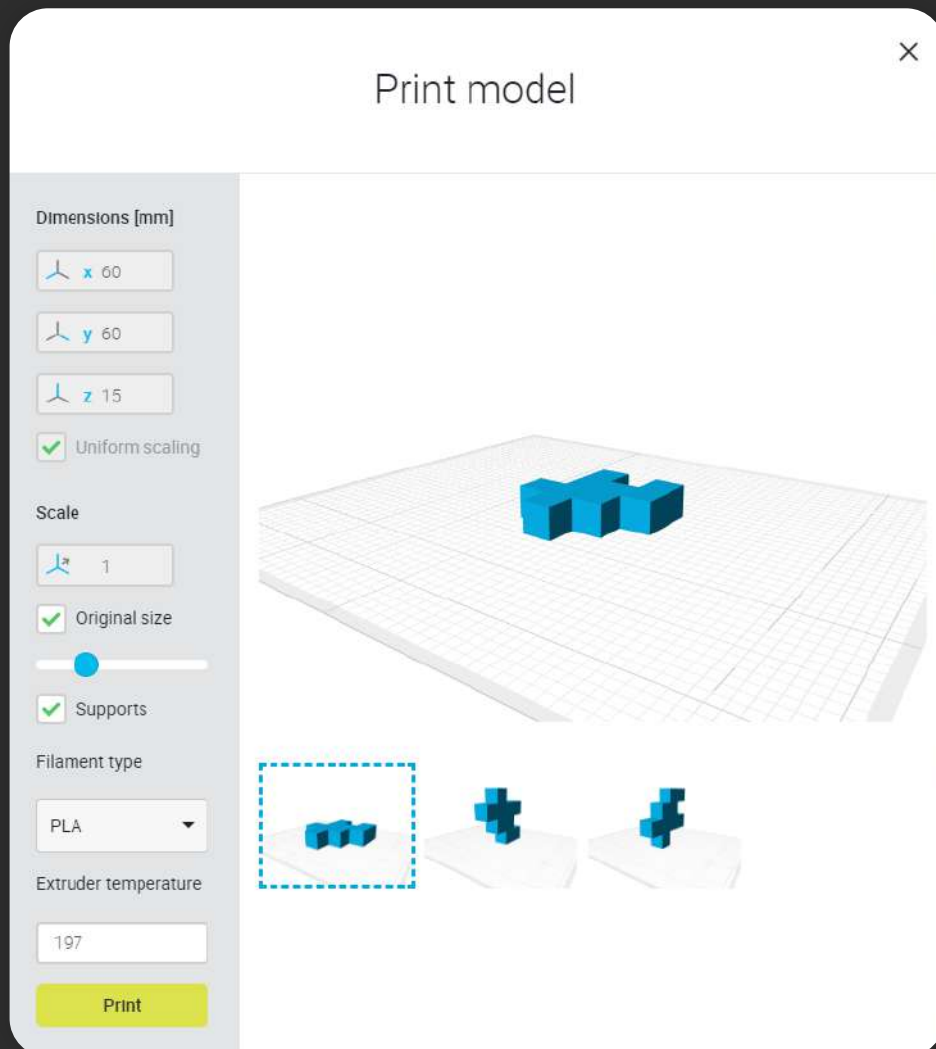 Print model
Dimensions [mm]
x 60
y 60
z 15
Uniform scaling
Scale
1
Original size
Supports
Filament type
PLA
Extruder temperature
197
Print